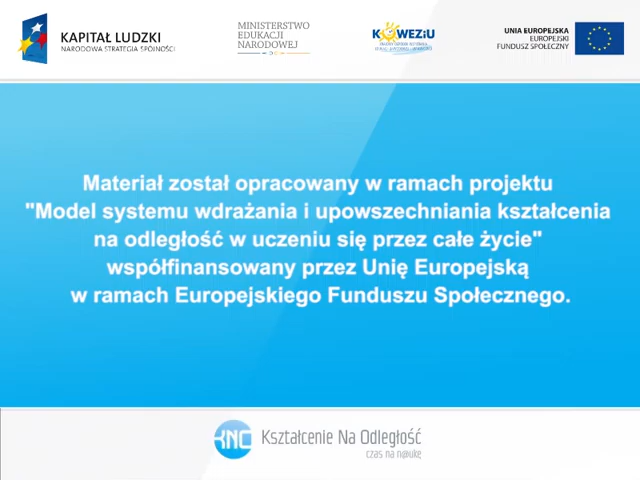 KAPITAŁ LUDZKI
NARODOWA STRATEGIA SPÓJNOŚCI
MINISTERSTWO
EDUKACJI
NARODOWEJ
KOWEZiU
UNIA EUROPEJSKA
EUROPEJSKI
FUNDUSZ SPOŁECZNY
Materiał został opracowany w ramach projektu
"Model systemu wdrażania i upowszechniania kształcenia
na odległość w uczeniu się przez całe życie"
współfinansowany przez Unię Europejską
w ramach Europejskiego Funduszu Społecznego.
KNO
Kształcenie Na Odległość
czas na n@ukę